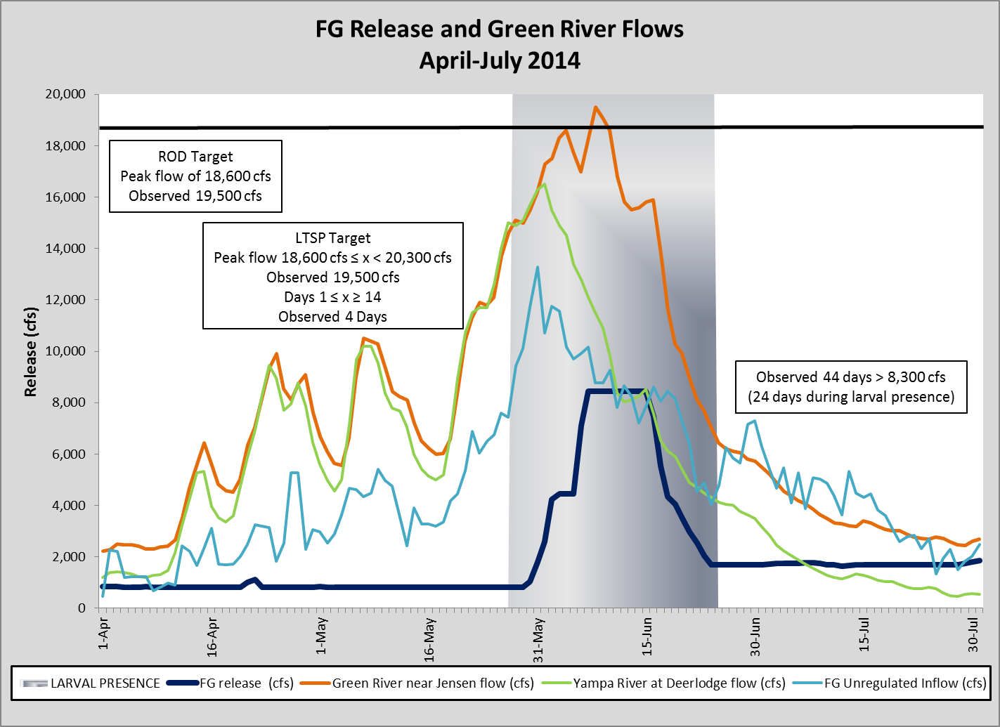 FG Release and Green River Flows
April-July 2014
20,000
18,000
16,000
14,000
12,000
10,000
8,000
6,000
4,000
2,000
0
Release (cfs)
ROD Target
Peak flow of 18,600 cfs
Observed 19,500 cfs
LTSP Target
Peak flow 18,600 cfs ≤ x < 20,300 cfs
Observed 19,500 cfs
Days 1 ≤ x ≥ 14
Observed 4 Days
Observed 44 days > 8,300 cfs
(24 days during larval presence)
1-Apr
16-Apr
1-May
16-May
31-May
15-Jun
30-Jun
15-Jul
30-Jul
LARVAL PRESENCE FG release (cfs) Green River near Jensen flow (cfs) Yampa River at Deerlodge flow (cfs) FG Unregulated Inflow (cfs)